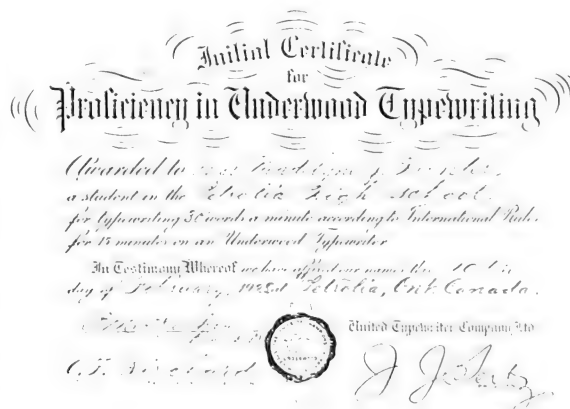 Initial Certificate
for
Proficiency in Underwood Typewriting
Awarded to
a student in the Petrolia High School.
for typewriting 30 words a minute according to International Rules
for 15 minutes on an Underwood Typewriter
In Testimony Whereof we have affixed our names this 10th
day of February, at Petrolia, Ont. Canada.
United Typewriter Company Ltd